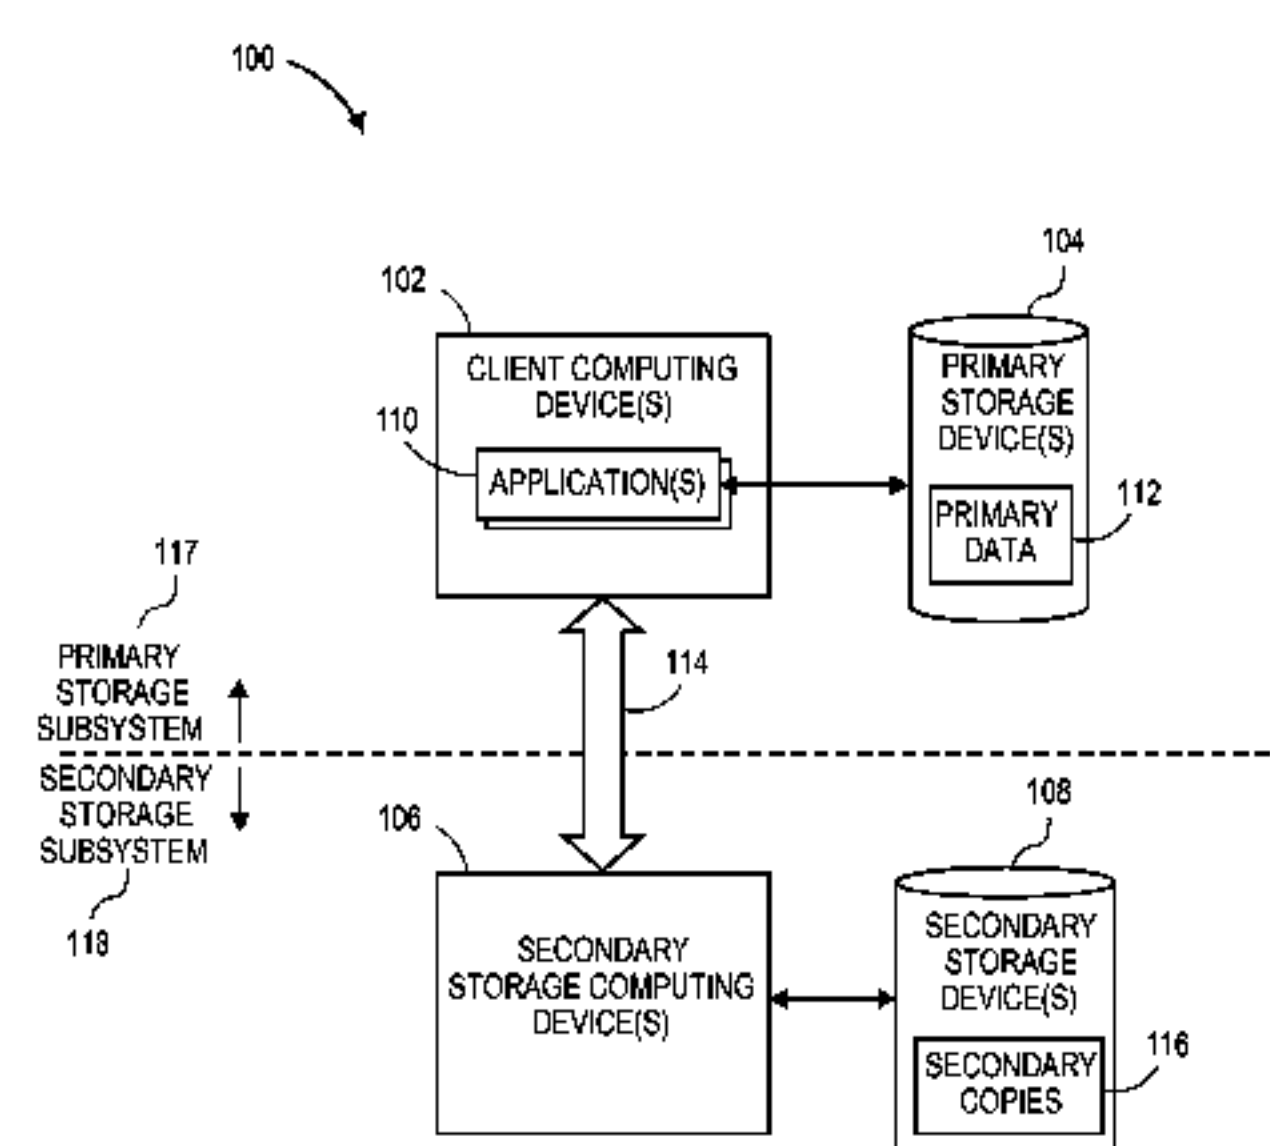 100
104
102
CLIENT COMPUTING
DEVICE(S)
110
APPLICATION(S)
PRIMARY
STORAGE
DEVICE(S)
PRIMARY
DATA
112
117
PRIMARY
STORAGE
SUBSYSTEM
114
SECONDARY
STORAGE
SUBSYSTEM
118
106
108
SECONDARY
STORAGE COMPUTING
DEVICE(S)
SECONDARY
STORAGE
DEVICE(S)
SECONDARY
COPIES
116